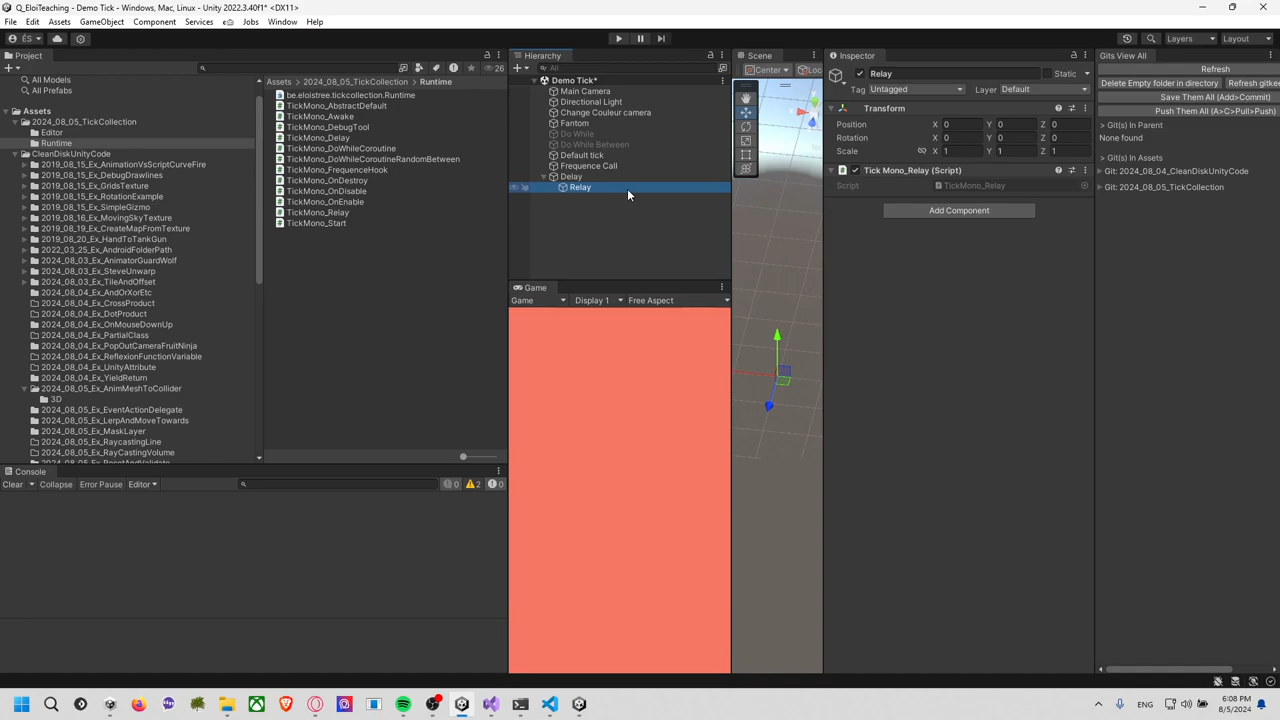 Q_EloiTeaching - Demo Tick - Windows, Mac, Linux - Unity 2022.3.40f1* <DX11>
File Edit Assets GameObject Component Services Jobs Window Help
ÉS Layers Layout
Project
26
All Models
All Prefabs
Assets
2024_08_05_TickCollection
Editor
Runtime
CleanDiskUnityCode
2019_08_15_Ex_AnimationVsScriptCurveFire
2019_08_15_Ex_DebugDrawlines
2019_08_15_Ex_GridsTexture
2019_08_15_Ex_RotationExample
2019_08_15_Ex_SimpleGizmo
2019_08_16_Ex_MovingSkyTexture
2019_08_19_Ex_CreateMapFromTexture
2019_08_20_Ex_HandToTankGun
2022_03_25_Ex_AndroidFolderPath
2024_08_03_Ex_AnimatorGuardWolf
2024_08_03_Ex_SteveUnwarp
2024_08_03_Ex_TileAndOffset
2024_08_04_Ex_AndOrXorEtc
2024_08_04_Ex_CrossProduct
2024_08_04_Ex_DotProduct
2024_08_04_Ex_OnMouseDownUp
2024_08_04_Ex_PartialClass
2024_08_04_Ex_PopOutCameraFruitNinja
2024_08_04_Ex_ReflexionFunctionVariable
2024_08_04_Ex_UnityAttribute
2024_08_04_Ex_YieldReturn
2024_08_05_Ex_AnimMeshToCollider
3D
2024_08_05_Ex_EventActionDelegate
2024_08_05_Ex_LerpAndMoveTowards
2024_08_05_Ex_MaskLayer
2024_08_05_Ex_RaycastingLine
2024_08_05_Ex_RaycastingVolume
2024_08_05_Ex_ResetAndValidate
Assets > 2024_08_05_TickCollection > Runtime
be.eloistree.tickcollection.Runtime
TickMono_AbstractDefault
TickMono_Awake
TickMono_DebugTool
TickMono_Delay
TickMono_DoWhileCoroutine
TickMono_DoWhileCoroutineRandomBetween
TickMono_FrequenceHook
TickMono_OnDestroy
TickMono_OnDisable
TickMono_OnEnable
TickMono_Relay
TickMono_Start
Console
Clear Collapse Error Pause Editor 0 2 0
Hierarchy
All
Demo Tick*
Main Camera
Directional Light
Change Couleur camera
Fantom
Do While
Do While Between
Default tick
Frequence Call
Delay
Relay
Game
Game Display 1 Free Aspect
Scene
Center Loc
y
x
z
Inspector
Relay Static
Tag Untagged Layer Default
Transform
Position X 0 Y 0 Z 0
Rotation X 0 Y 0 Z 0
Scale X 1 Y 1 Z 1
Tick Mono_Relay (Script)
Script TickMono_Relay
Add Component
Gits View All
Refresh
Delete Empty folder in directory Refresh gitkee
Save Them All (Add+Commit)
Push Them All (A>C>Pull>Push)
> Git(s) In Parent
None found
> Git(s) In Assets
Git: 2024_08_04_CleanDiskUnityCode
Git: 2024_08_05_TickCollection
ENG
6:08 PM
8/5/2024